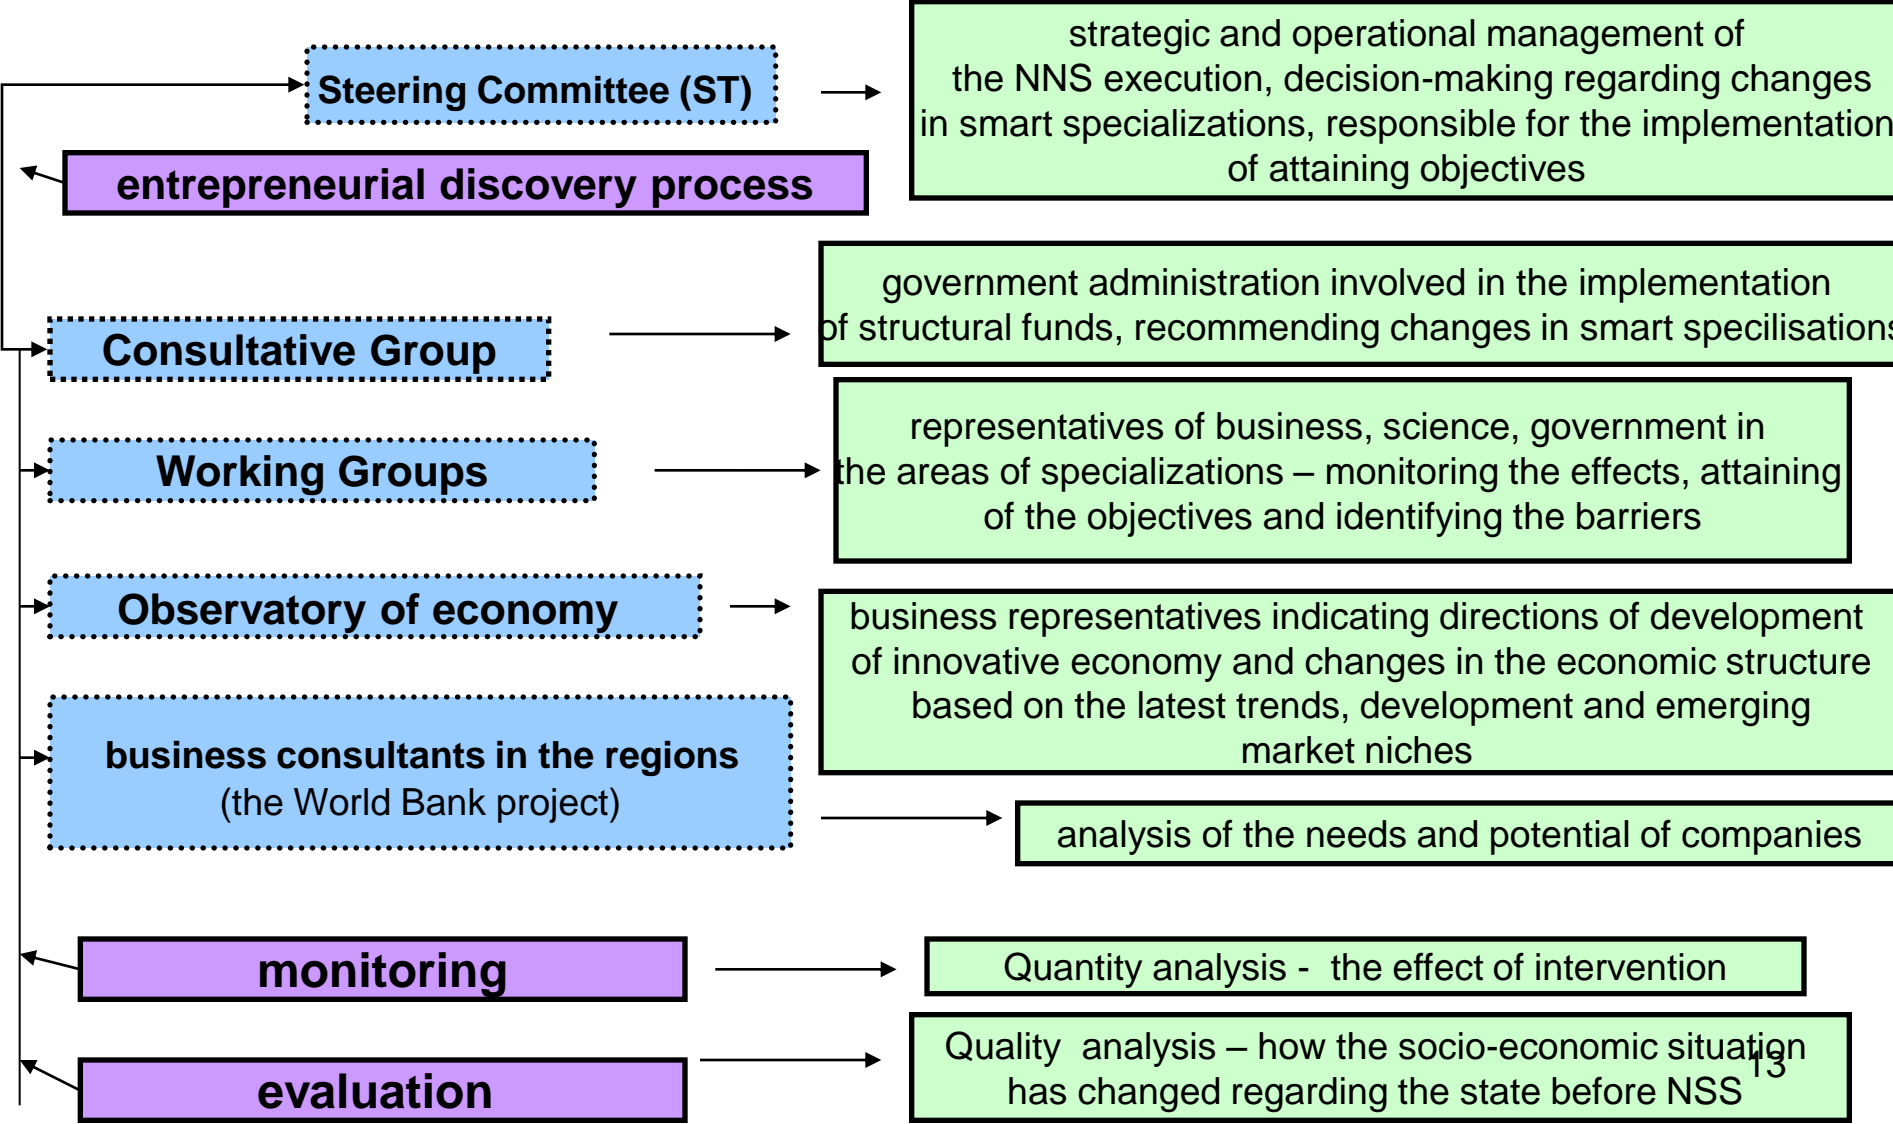 Steering Committee (ST)
strategic and operational management of
the NNS execution, decision-making regarding changes
in smart specializations, responsible for the implementation
of attaining objectives
entrepreneurial discovery process
Consultative Group
government administration involved in the implementation
of structural funds, recommending changes in smart specilisations
Working Groups
representatives of business, science, government in
the areas of specializations – monitoring the effects, attaining
of the objectives and identifying the barriers
Observatory of economy
business representatives indicating directions of development
of innovative economy and changes in the economic structure
based on the latest trends, development and emerging
market niches
business consultants in the regions
(the World Bank project)
analysis of the needs and potential of companies
monitoring
Quantity analysis - the effect of intervention
evaluation
Quality analysis – how the socio-economic situation
has changed regarding the state before NSS
13